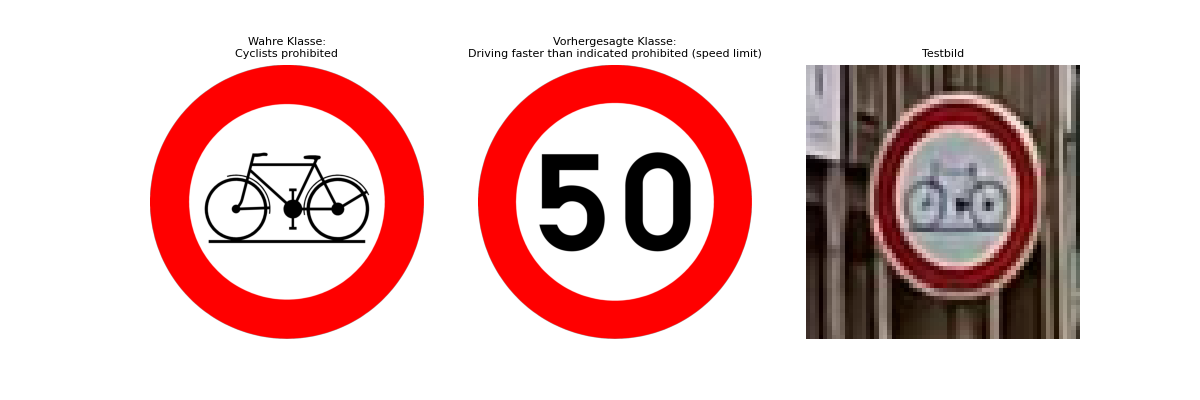 Wahre Klasse:
Cyclists prohibited
Vorhergesagte Klasse:
Driving faster than indicated prohibited (speed limit)
Testbild
50